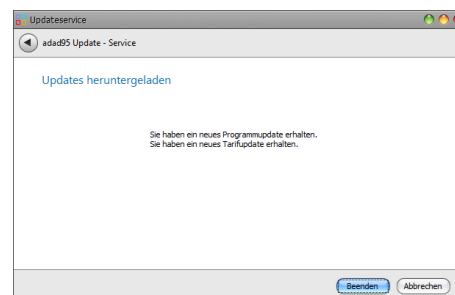 Updateservice
adad95 Update - Service
Updates heruntergeladen
Sie haben ein neues Programmupdate erhalten.
Sie haben ein neues Tarifupdate erhalten.
Beenden
Abbrechen